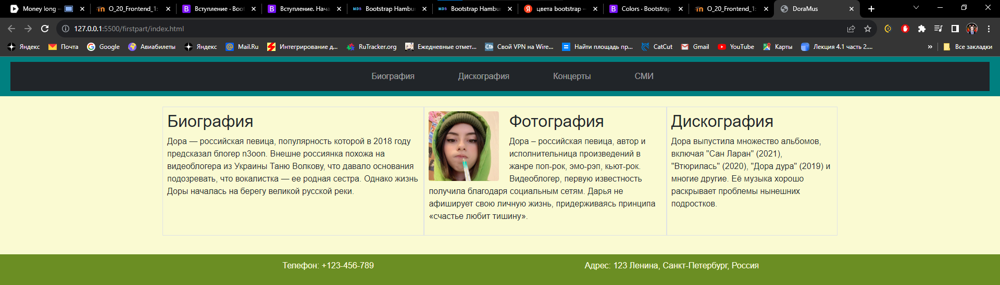 Money long –
O_20_Frontend_1:
Вступление · Boot
Вступление. Нача
Bootstrap Hambur
Bootstrap Hambur
цвета bootstrap –
Colors · Bootstrap
O_20_Frontend_1:
DoraMus
127.0.0.1:5500/firstpart/index.html
Яндекс
Почта
Google
Авиабилеты
Яндекс
Mail.Ru
Интегрирование д...
RuTracker.org
Ежедневные отмет...
Свой VPN на Wire...
Найти площадь пр...
CatCut
Gmail
YouTube
Карты
Лекция 4.1 часть 2....
»
Все закладки
Биография
Дискография
Концерты
СМИ
Биография
Дора — российская певица, популярность которой в 2018 году
предсказал блогер n3oon. Внешне россиянка похожа на
видеоблогера из Украины Таню Волкову, что давало основания
подозревать, что вокалистка — ее родная сестра. Однако жизнь
Доры началась на берегу великой русской реки.
Фотография
Дора – российская певица, автор и
исполнительница произведений в
жанре поп-рок, эмо-рэп, кьют-рок.
Видеоблогер, первую известность
получила благодаря социальным сетям. Дарья не
афиширует свою личную жизнь, придерживаясь принципа
«счастье любит тишину».
Дискография
Дора выпустила множество альбомов,
включая "Сан Ларан" (2021),
"Втюрилась" (2020), "Дора дура" (2019) и
многие другие. Её музыка хорошо
раскрывает проблемы нынешних
подростков.
Телефон: +123-456-789
Адрес: 123 Ленина, Санкт-Петербург, Россия